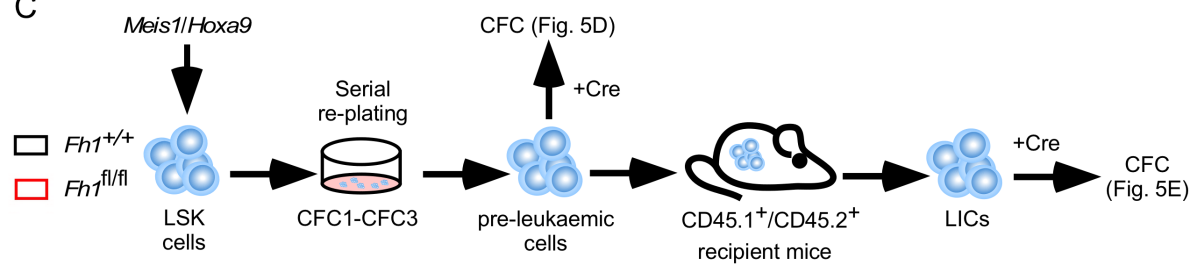 C
Meis1/Hoxa9
CFC (Fig. 5D)
+Cre
Serial
re-plating
Fh1+/+
Fh1fl/fl
LSK
cells
CFC1-CFC3
pre-leukaemic
cells
CD45.1+/CD45.2+
recipient mice
LICs
+Cre
CFC
(Fig. 5E)